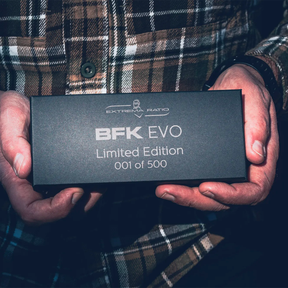 EXTREMA RATIO
BFK EVO
Limited Edition
001 of 500